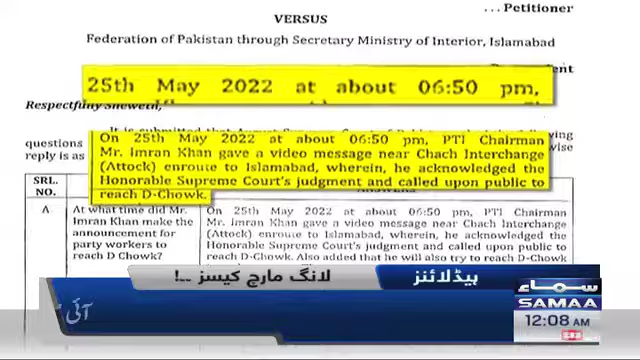 ... Petitioner
VERSUS
Federation of Pakistan through Secretary Ministry of Interior, Islamabad
25th May 2022 at about 06:50 pm,
Respectfully Sheweth,
On 25th May 2022 at about 06:50 pm, PTI Chairman
questions
Mr. Imran Khan gave a video message near Chach Interchange
reply is as
(Attock) enroute to Islamabad, wherein, he acknowledged the
Honorable Supreme Court's judgment and called upon public to
reach D-Chowk.
SRL. NO.
A. At what time did Mr. Imran Khan make the announcement for party workers to reach D Chowk?
On 25th May 2022 at about 06:50 pm, PTI Chairman
Mr. Imran Khan gave a video message near Chach Interchange
(Attock) enroute to Islamabad, wherein, he acknowledged the
Honorable Supreme Court's judgment and called upon public to
reach D-Chowk. Also added that he will also try to reach D-Chowk
ہیڈلائنز
لانگ مارچ کیسز ..!
آئی
سماء
SAMAA
12:08 AM